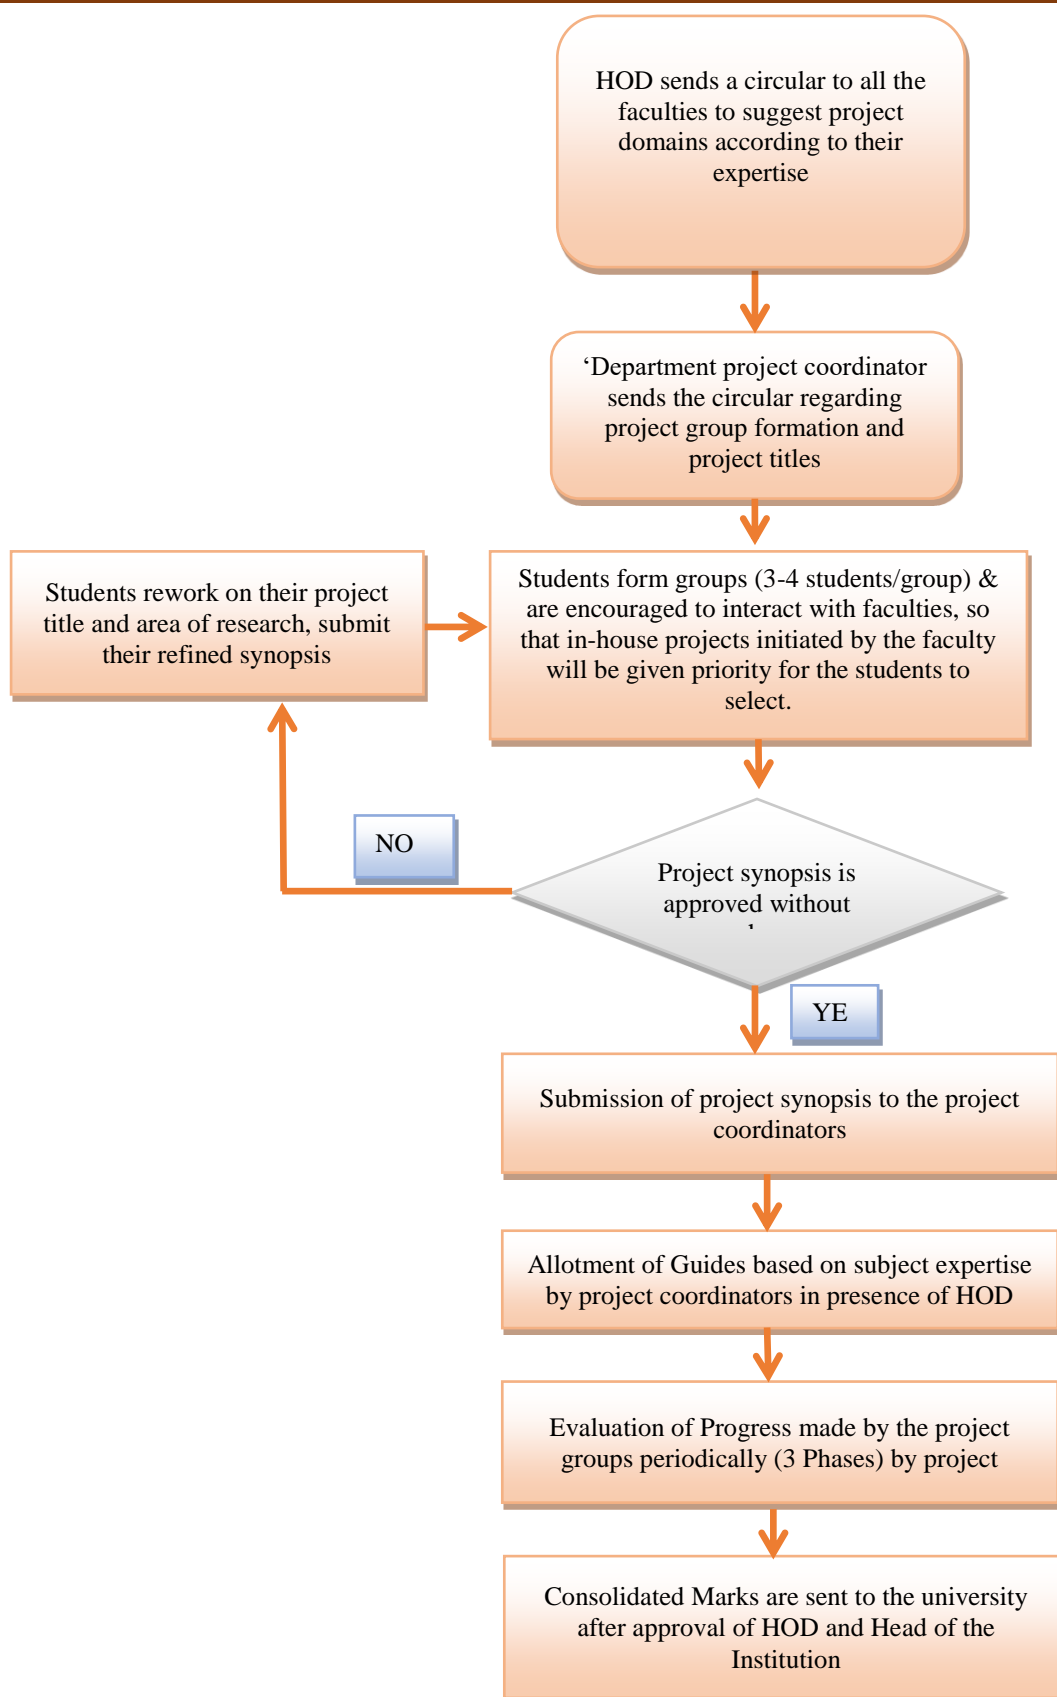 HOD sends a circular to all the
faculties to suggest project
domains according to their
expertise
‘Department project coordinator
sends the circular regarding
project group formation and
project titles
Students rework on their project
title and area of research, submit
their refined synopsis
Students form groups (3-4 students/group) &
are encouraged to interact with faculties, so
that in-house projects initiated by the faculty
will be given priority for the students to
select.
NO
Project synopsis is
approved without
YE
Submission of project synopsis to the project
coordinators
Allotment of Guides based on subject expertise
by project coordinators in presence of HOD
Evaluation of Progress made by the project
groups periodically (3 Phases) by project
Consolidated Marks are sent to the university
after approval of HOD and Head of the
Institution